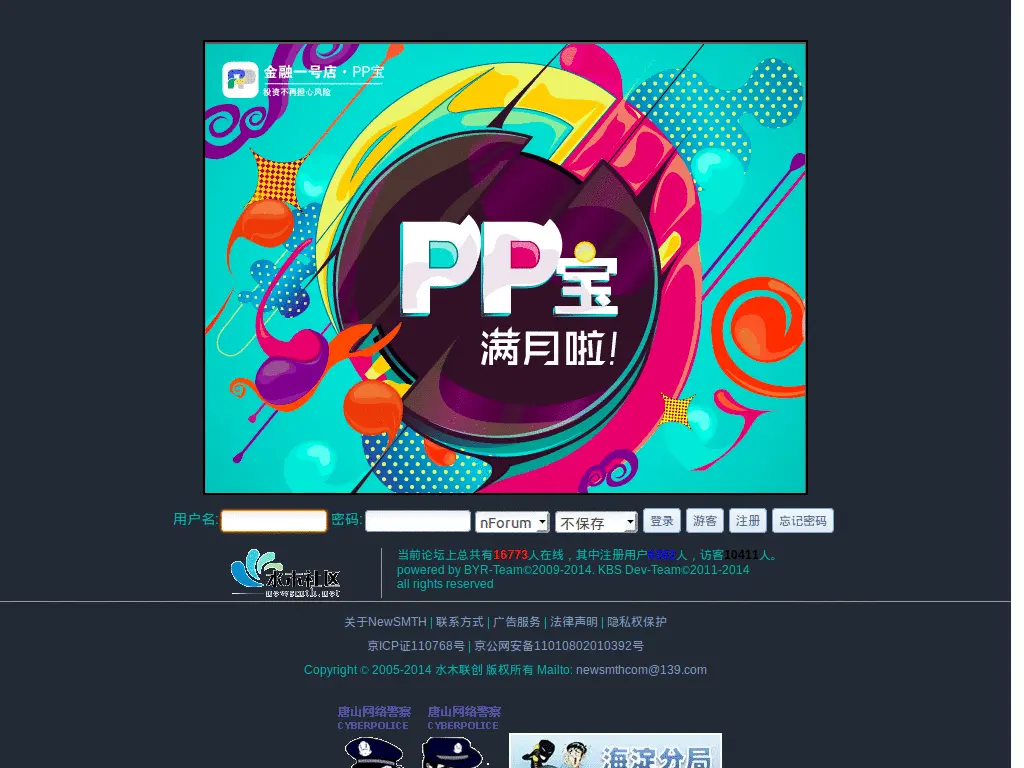 金融一号店·PP宝
投资不再担心风险
PP宝
满月啦!
用户名: 密码: nForum 不保存 登录 游客 注册 忘记密码
水木社区
newsmth.net
当前论坛上总共有16773人在线，其中注册用户人，访客10411人。
powered by BYR-Team©2009-2014. KBS Dev-Team©2011-2014
all rights reserved
关于NewSMTH | 联系方式 | 广告服务 | 法律声明 | 隐私权保护
京ICP证110768号 | 京公网安备11010802010392号
Copyright © 2005-2014 水木联创 版权所有 Mailto: newsmthcom@139.com
唐山网络警察 唐山网络警察
CYBERPOLICE CYBERPOLICE
海淀分局